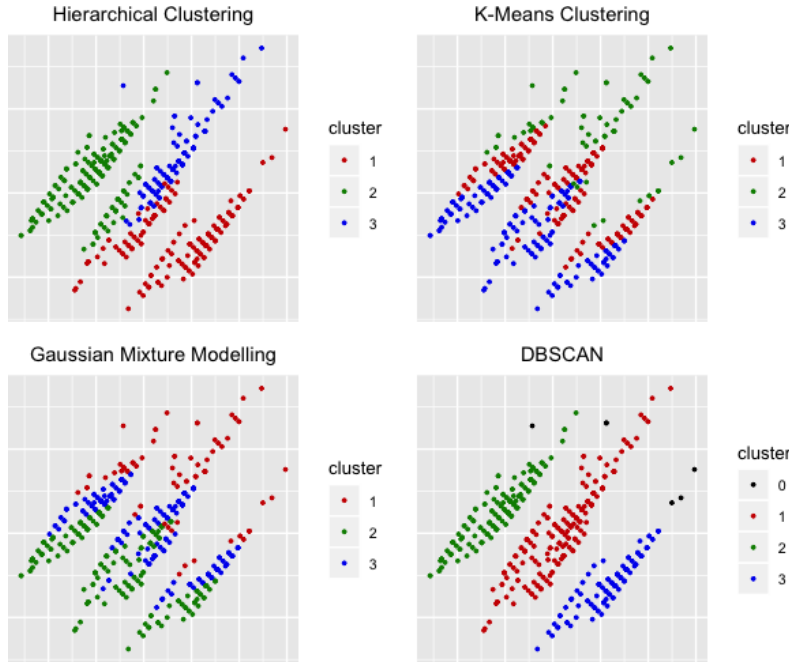 Hierarchical Clustering
cluster
1
2
3
K-Means Clustering
cluster
1
2
3
Gaussian Mixture Modelling
cluster
1
2
3
DBSCAN
cluster
0
1
2
3